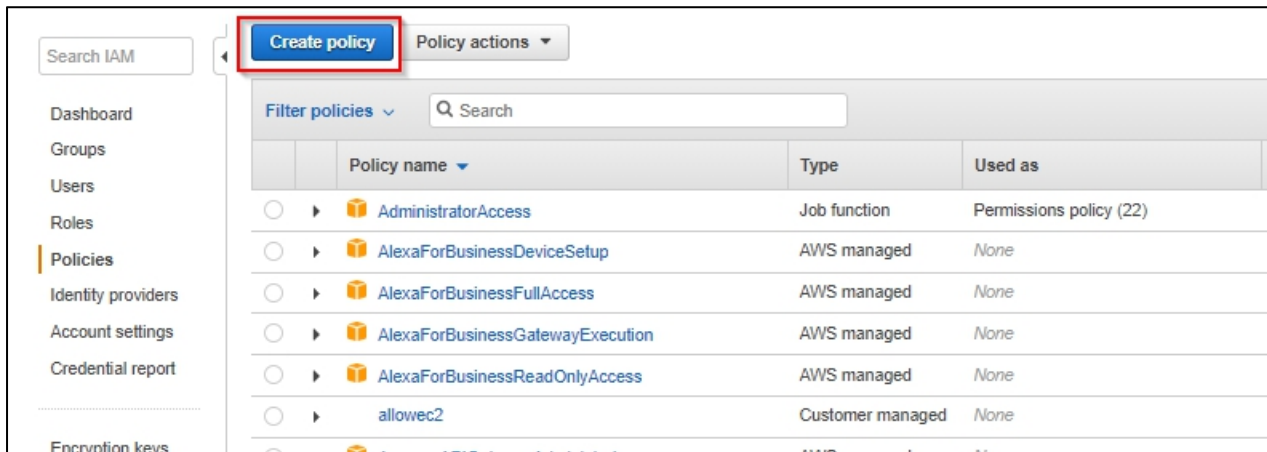 Create policy
Policy actions
Search IAM
Dashboard
Groups
Users
Roles
Policies
Identity providers
Account settings
Credential report
Encryption keys
Filter policies
Search
Policy name Type Used as
AdministratorAccess Job function Permissions policy (22)
AlexaForBusinessDeviceSetup AWS managed None
AlexaForBusinessFullAccess AWS managed None
AlexaForBusinessGatewayExecution AWS managed None
AlexaForBusinessReadOnlyAccess AWS managed None
allowec2 Customer managed None